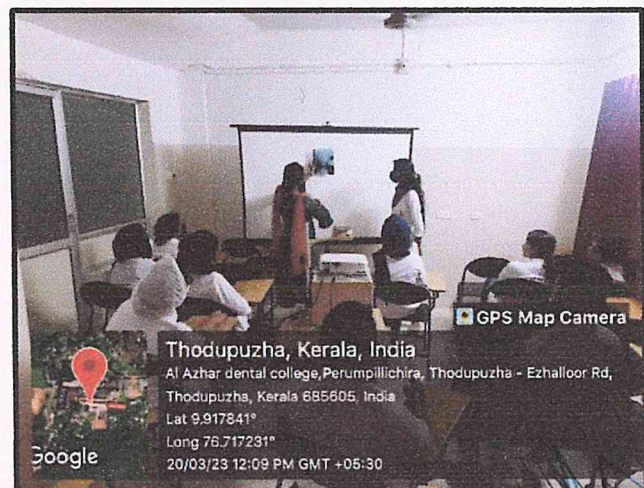 GPS Map Camera
Thodupuzha, Kerala, India
Al Azhar dental college,Perumpillichira, Thodupuzha - Ezhalloor Rd,
Thodupuzha, Kerala 685605, India
Lat 9.917841°
Long 76.717231°
20/03/23 12:09 PM GMT +05:30
Google